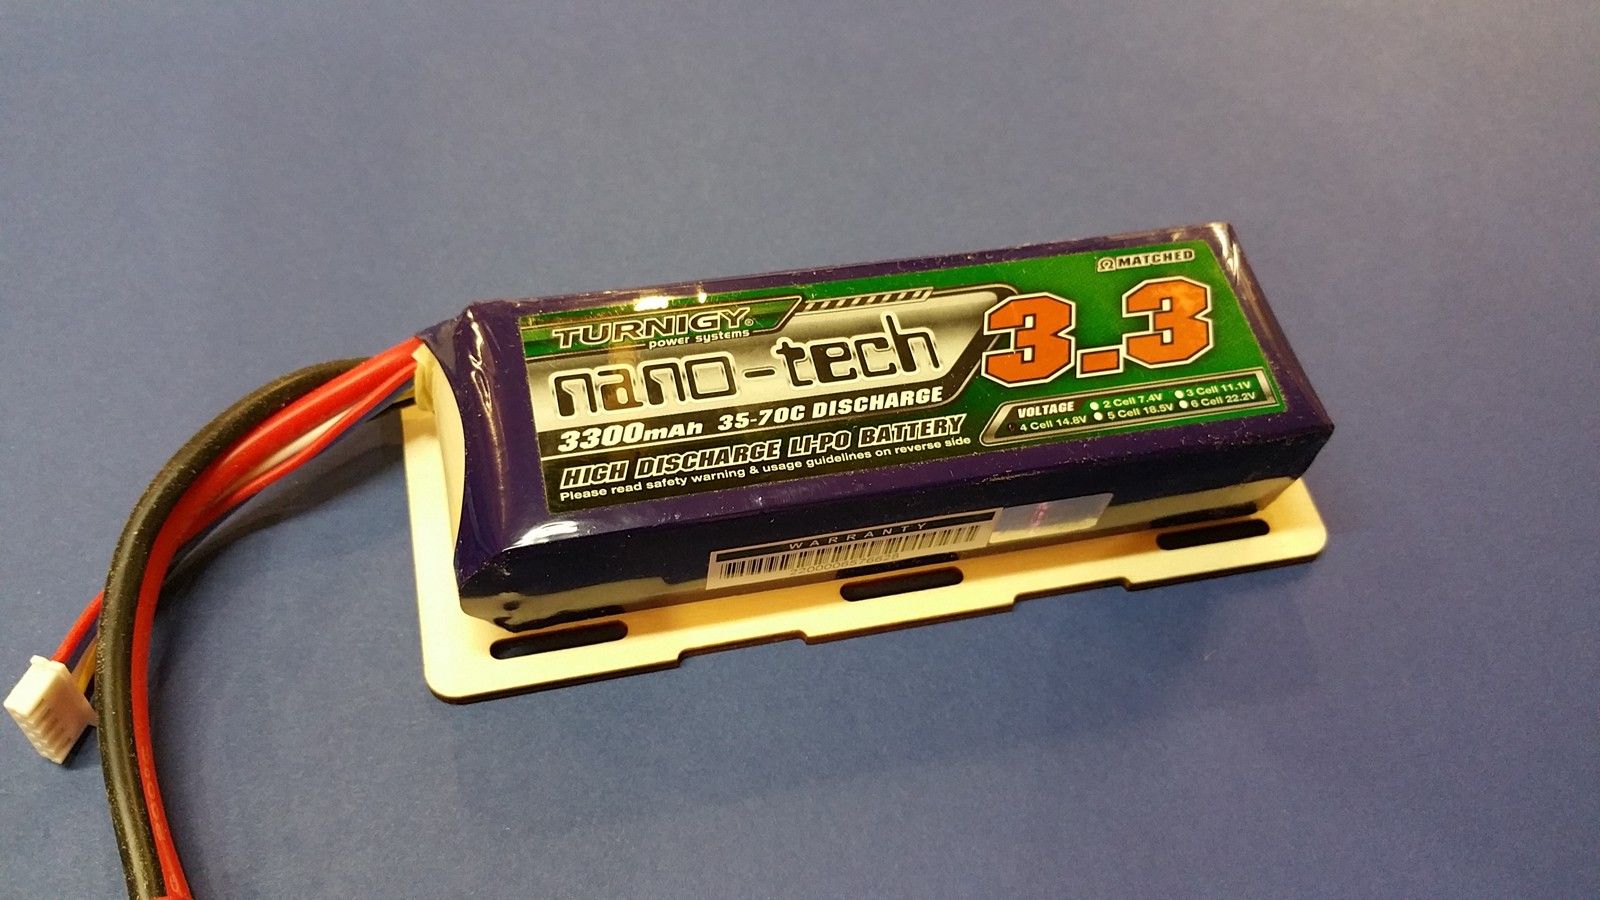 MATCHED
TURNIGY®
power systems
nano-tech
3.3
3300mAh 35-70C DISCHARGE
HIGH DISCHARGE LI-PO BATTERY
Please read safety warning & usage guidelines on reverse side
VOLTAGE
2 Cell 7.4V
3 Cell 11.1V
4 Cell 14.8V
5 Cell 18.5V
6 Cell 22.2V
WARRANTY